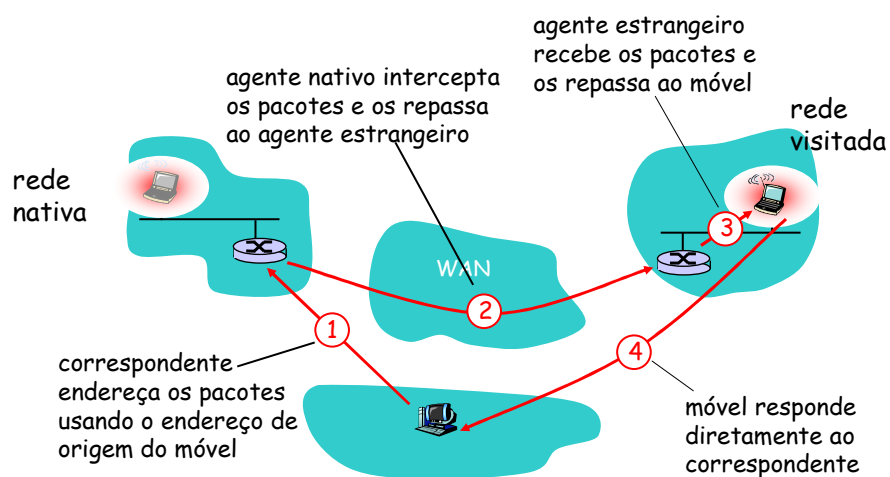 agente estrangeiro
recebe os pacotes e
os repassa ao móvel
agente nativo intercepta
os pacotes e os repassa
ao agente estrangeiro
rede
visitada
rede
nativa
WAN
1
2
3
4
correspondente
endereça os pacotes
usando o endereço de
origem do móvel
móvel responde
diretamente ao
correspondente